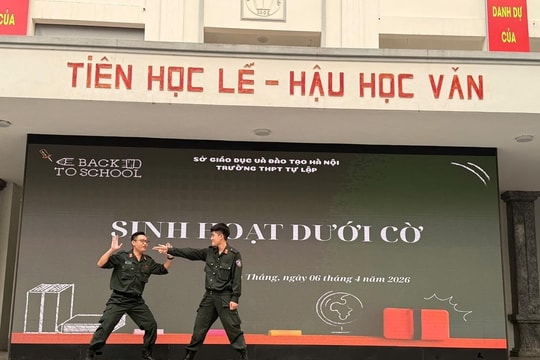 CỦA
DANH DỰ
CỦA
TIÊN HỌC LỄ - HẬU HỌC VĂN
BACK TO SCHOOL
SỞ GIÁO DỤC VÀ ĐÀO TẠO HÀ NỘI
TRƯỜNG THPT TỰ LẬP
SINH HOẠT DƯỚI CỜ
Thắng, ngày 06 tháng 4 năm 2026